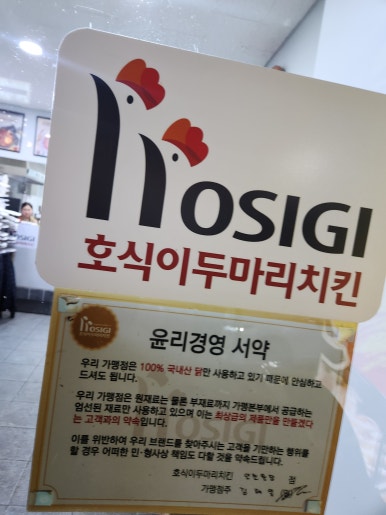 HOSIGI
호식이두마리치킨
HOSIGI
윤리경영 서약
우리 가맹점은 100% 국내산 닭만 사용하고 있기 때문에 안심하고
드셔도 됩니다.
우리 가맹점은 원재료는 물론 부재료까지 가맹본부에서 공급하는
엄선된 재료만 사용하고 있으며 이는 최상급의 제품만을 만들겠다
는 고객과의 약속입니다.
이를 위반하여 우리 브랜드를 찾아주시는 고객을 기만하는 행위를
할 경우 어떠한 민·형사상 책임도 다할 것을 약속드립니다.
호식이두마리치킨 점
가맹점주
OSIGI